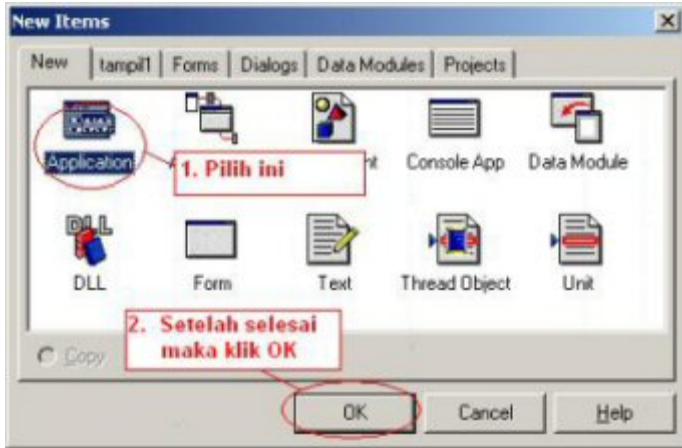 New Items
New tampil1 Forms Dialogs Data Modules Projects
Application
1. Pilih ini
Console App
Data Module
DLL
Form
Text
Thread Object
Unit
2. Setelah selesai
maka klik OK
Copy
OK Cancel Help